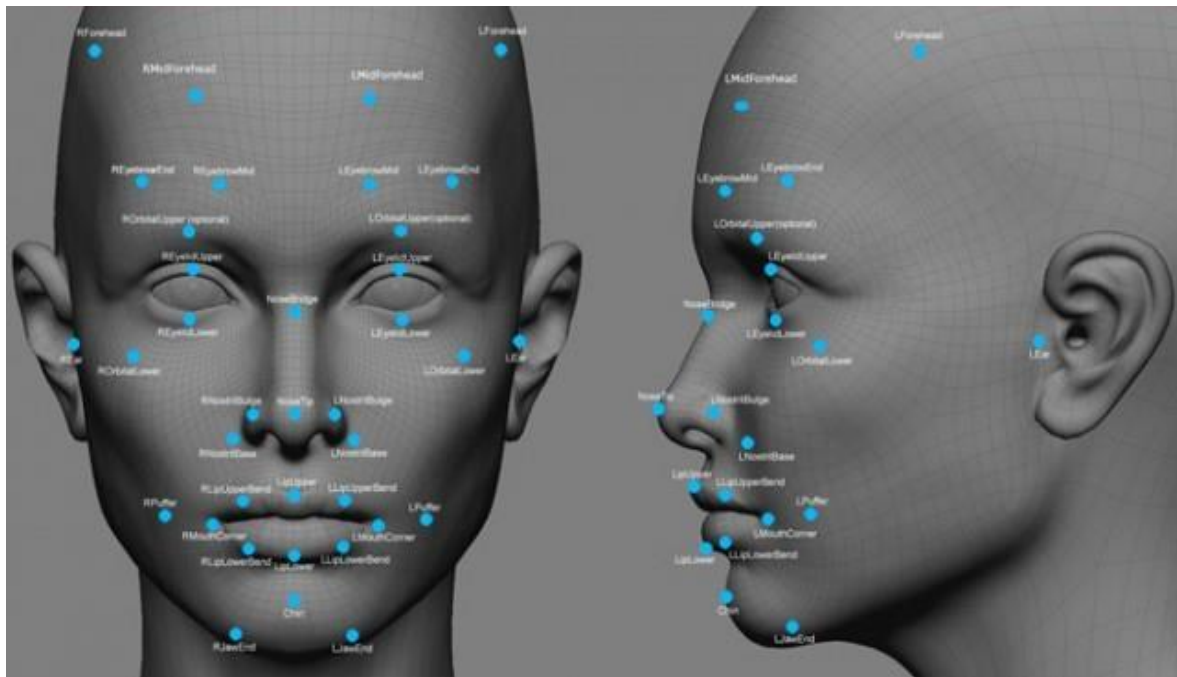 RForehead
LForehead
RMidForehead
LMidForehead
REyebrowEnd
REyebrowMid
LEyebrowMid
LEyebrowEnd
ROrbitalUpper(optional)
LOrbitalUpper(optional)
REyelidUpper
LEyelidUpper
NoseBridge
REyelidLower
LEyelidLower
REar
LEar
ROrbitalLower
LOrbitalLower
RNostrilBulge
NoseTip
LNostrilBulge
RNostrilBase
LNostrilBase
LipUpper
RLipUpperBend
LLipUpperBend
RPuffer
LPuffer
RMouthCorner
LMouthCorner
RLipLowerBend
LipLower
LLipLowerBend
Chin
RJawEnd
LJawEnd
LForehead
LMidForehead
LEyebrowMid
LEyebrowEnd
LOrbitalUpper(optional)
LEyelidUpper
NoseBridge
LEyelidLower
LOrbitalLower
LEar
NoseTip
LNostrilBulge
LNostrilBase
LipUpper
LLipUpperBend
LPuffer
LMouthCorner
LipLower
LLipLowerBend
Chin
LJawEnd